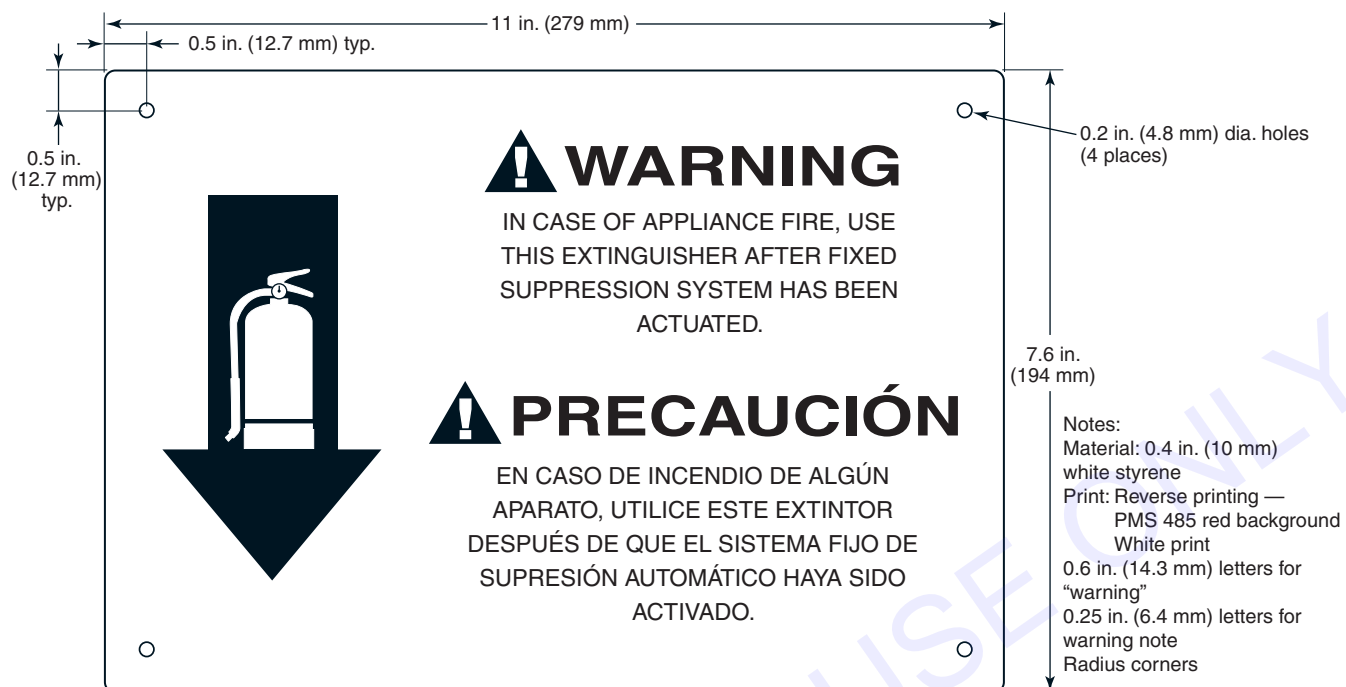 11 in. (279 mm)
0.5 in. (12.7 mm) typ.
0.5 in.
(12.7 mm)
typ.
0.2 in. (4.8 mm) dia. holes
(4 places)
! WARNING
IN CASE OF APPLIANCE FIRE, USE
THIS EXTINGUISHER AFTER FIXED
SUPPRESSION SYSTEM HAS BEEN
ACTUATED.
7.6 in.
(194 mm)
! PRECAUCIÓN
EN CASO DE INCENDIO DE ALGÚN
APARATO, UTILICE ESTE EXTINTOR
DESPUÉS DE QUE EL SISTEMA FIJO DE
SUPRESIÓN AUTOMÁTICO HAYA SIDO
ACTIVADO.
Notes:
Material: 0.4 in. (10 mm)
white styrene
Print: Reverse printing —
PMS 485 red background
White print
0.6 in. (14.3 mm) letters for
“warning”
0.25 in. (6.4 mm) letters for
warning note
Radius corners
USE ONLY